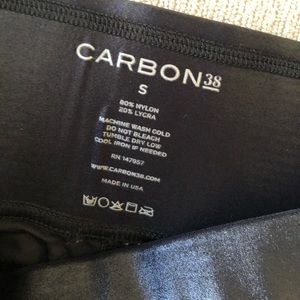 CARBON38
S
80% NYLON
20% LYCRA
MACHINE WASH COLD
DO NOT BLEACH
TUMBLE DRY LOW
COOL IRON IF NEEDED
RN 147957
WWW.CARBON38.COM
MADE IN USA